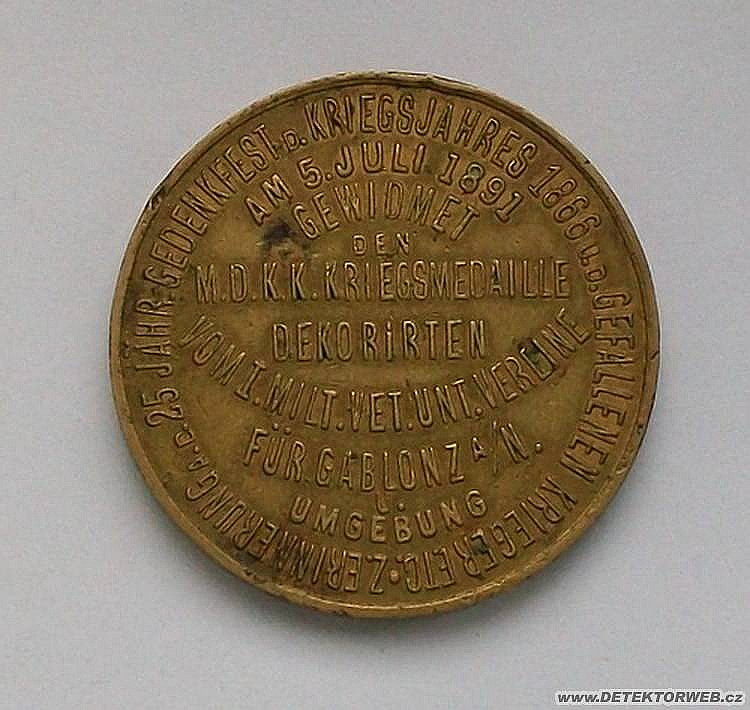 Z.ERINNERUNG A.D. 25 JÄHR. GEDENKFEST D. KRIEGSJAHRES 1866 U.D. GEFALLENEN KRIEGER ETC.
AM 5. JULI 1891
GEWIDMET
DEN
M.D.K.K. KRIEGSMEDAILLE
DEKORIRTEN
VOM I. MILT. VET. UNT. VEREINE
FÜR GABLONZ A/N.
U.
UMGEBUNG
www.DETEKTORWEB.cz